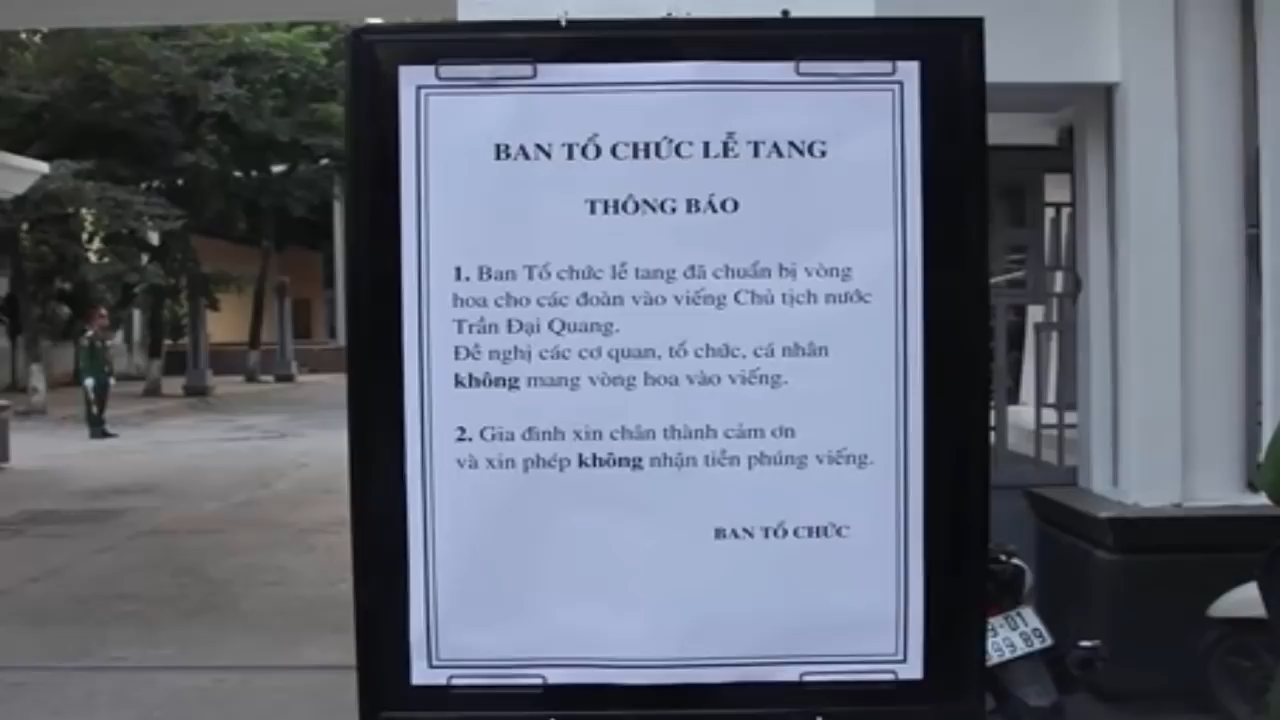 BAN TỔ CHỨC LỄ TANG
THÔNG BÁO
1. Ban Tổ chức lễ tang đã chuẩn bị vòng
hoa cho các đoàn vào viếng Chủ tịch nước
Trần Đại Quang.
Đề nghị các cơ quan, tổ chức, cá nhân
không mang vòng hoa vào viếng.
2. Gia đình xin chân thành cảm ơn
và xin phép không nhận tiền phúng viếng.
BAN TỔ CHỨC